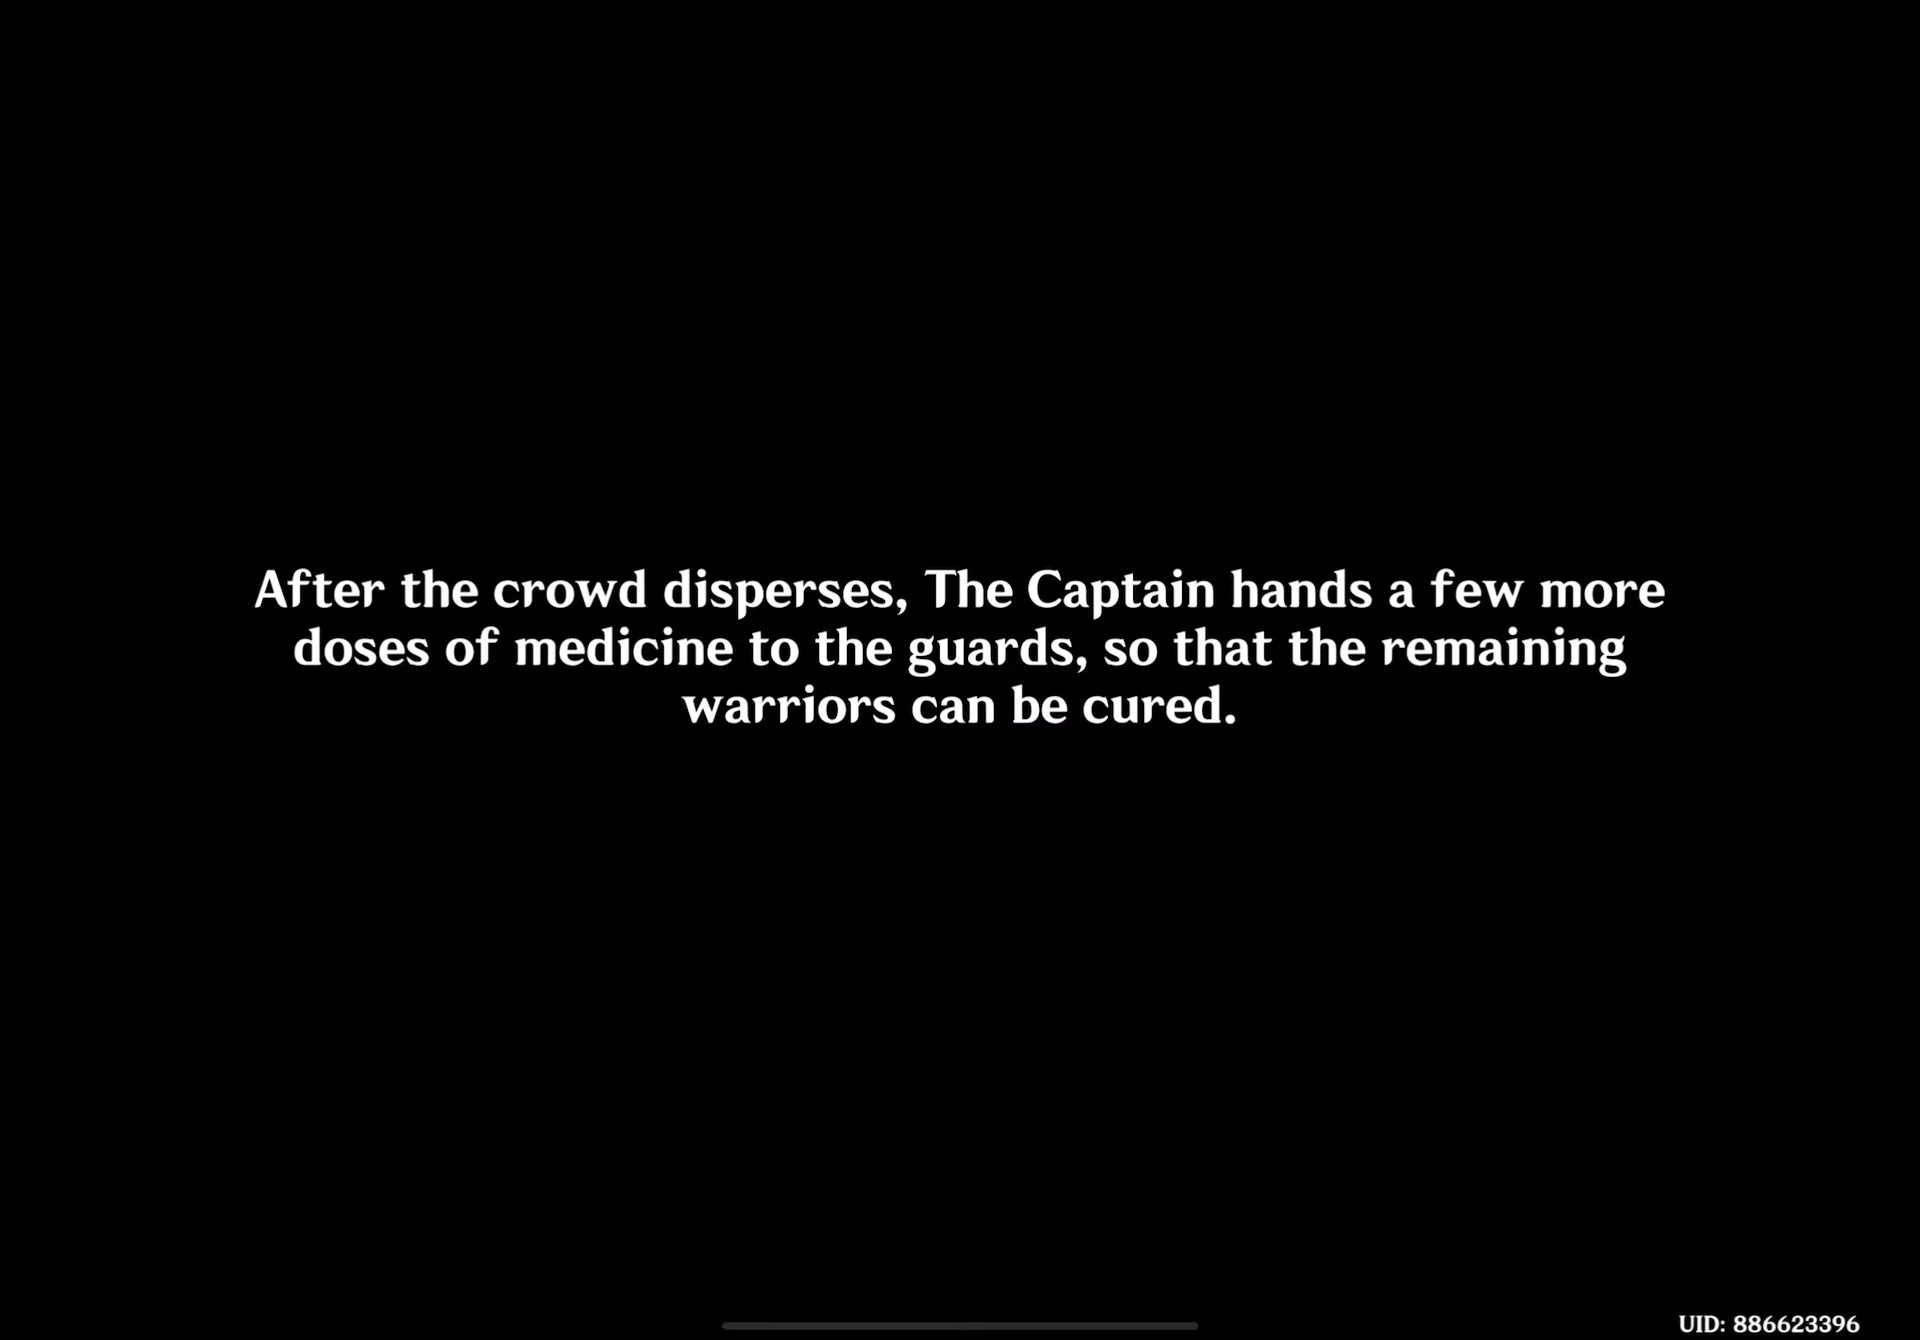 After the crowd disperses, The Captain hands a few more
doses of medicine to the guards, so that the remaining
warriors can be cured.
UID: 886623396